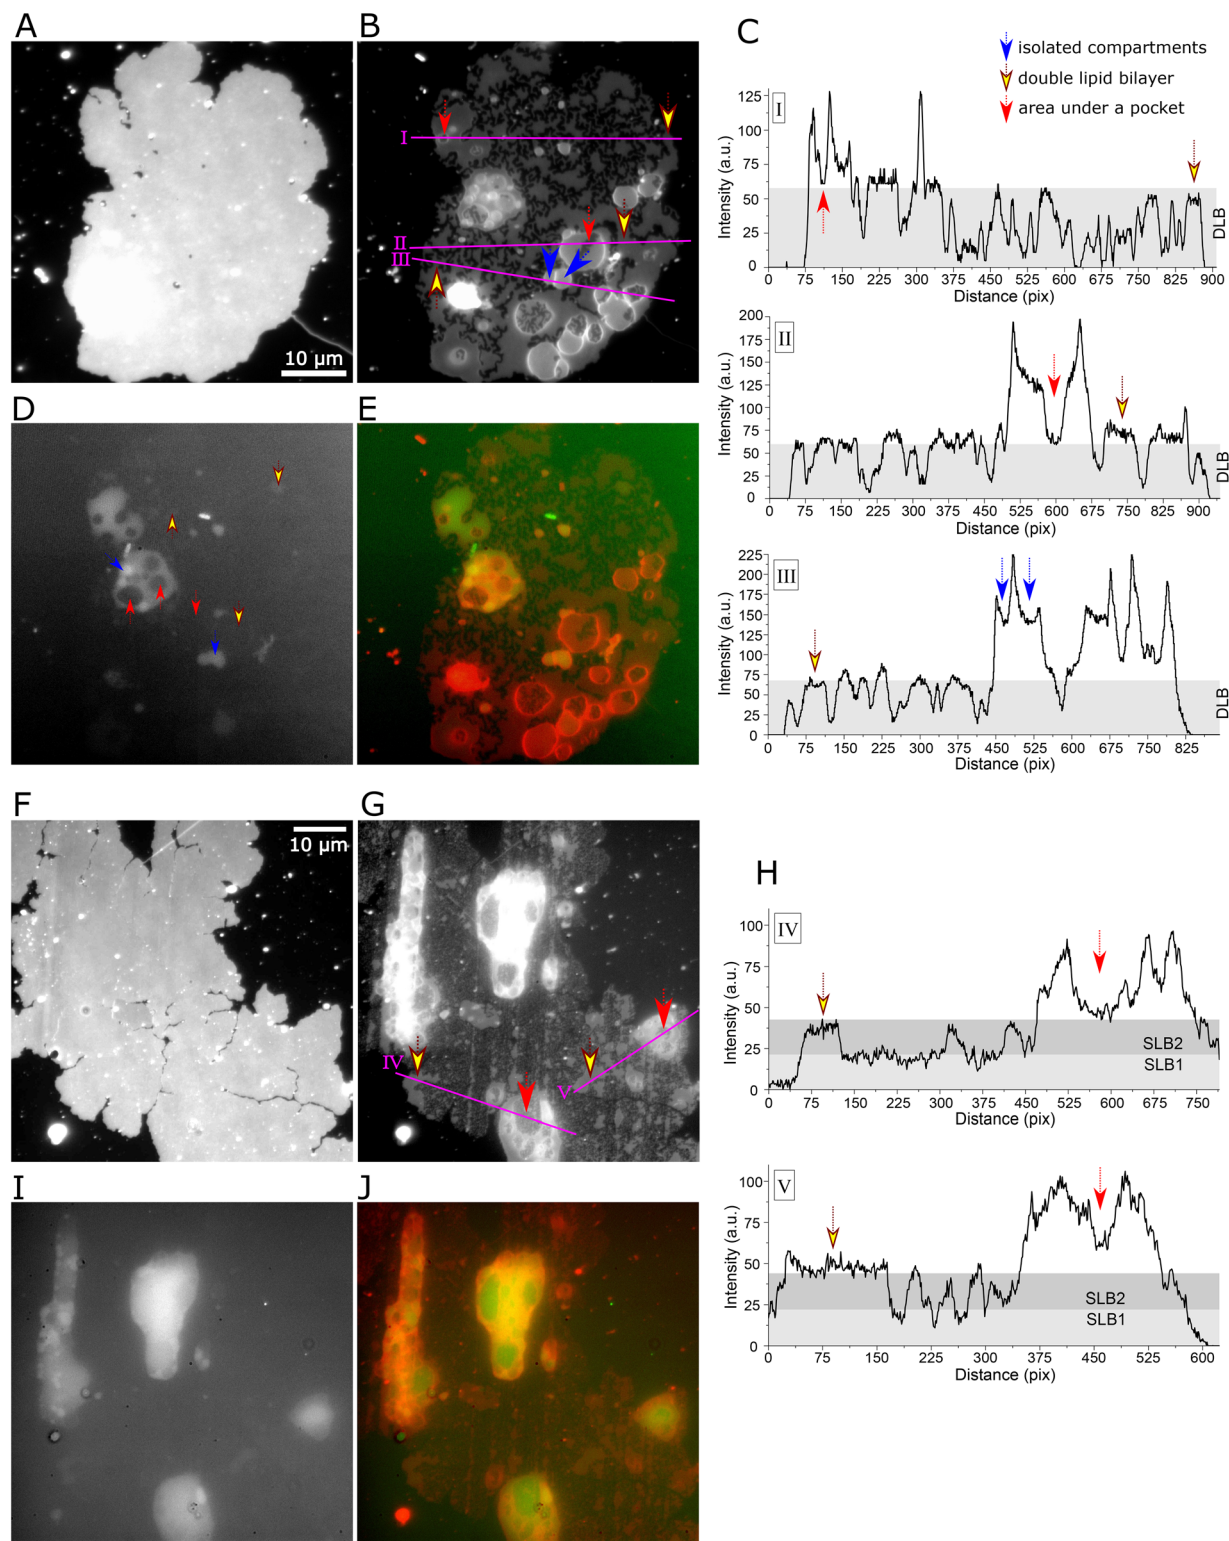 A
B
C
isolated compartments
double lipid bilayer
area under a pocket
10 µm
I
II
III
I
Intensity (a.u.)
125
100
75
50
25
0
DLB
0 75 150 225 300 375 450 525 600 675 750 825 900
Distance (pix)
II
Intensity (a.u.)
200
175
150
125
100
75
50
25
0
DLB
0 75 150 225 300 375 450 525 600 675 750 825 900
Distance (pix)
D
E
III
Intensity (a.u.)
225
200
175
150
125
100
75
50
25
0
DLB
0 75 150 225 300 375 450 525 600 675 750 825
Distance (pix)
F
G
H
10 µm
IV
V
IV
Intensity (a.u.)
100
75
50
25
0
SLB2
SLB1
0 75 150 225 300 375 450 525 600 675 750
Distance (pix)
I
J
V
Intensity (a.u.)
100
75
50
25
0
SLB2
SLB1
0 75 150 225 300 375 450 525 600
Distance (pix)